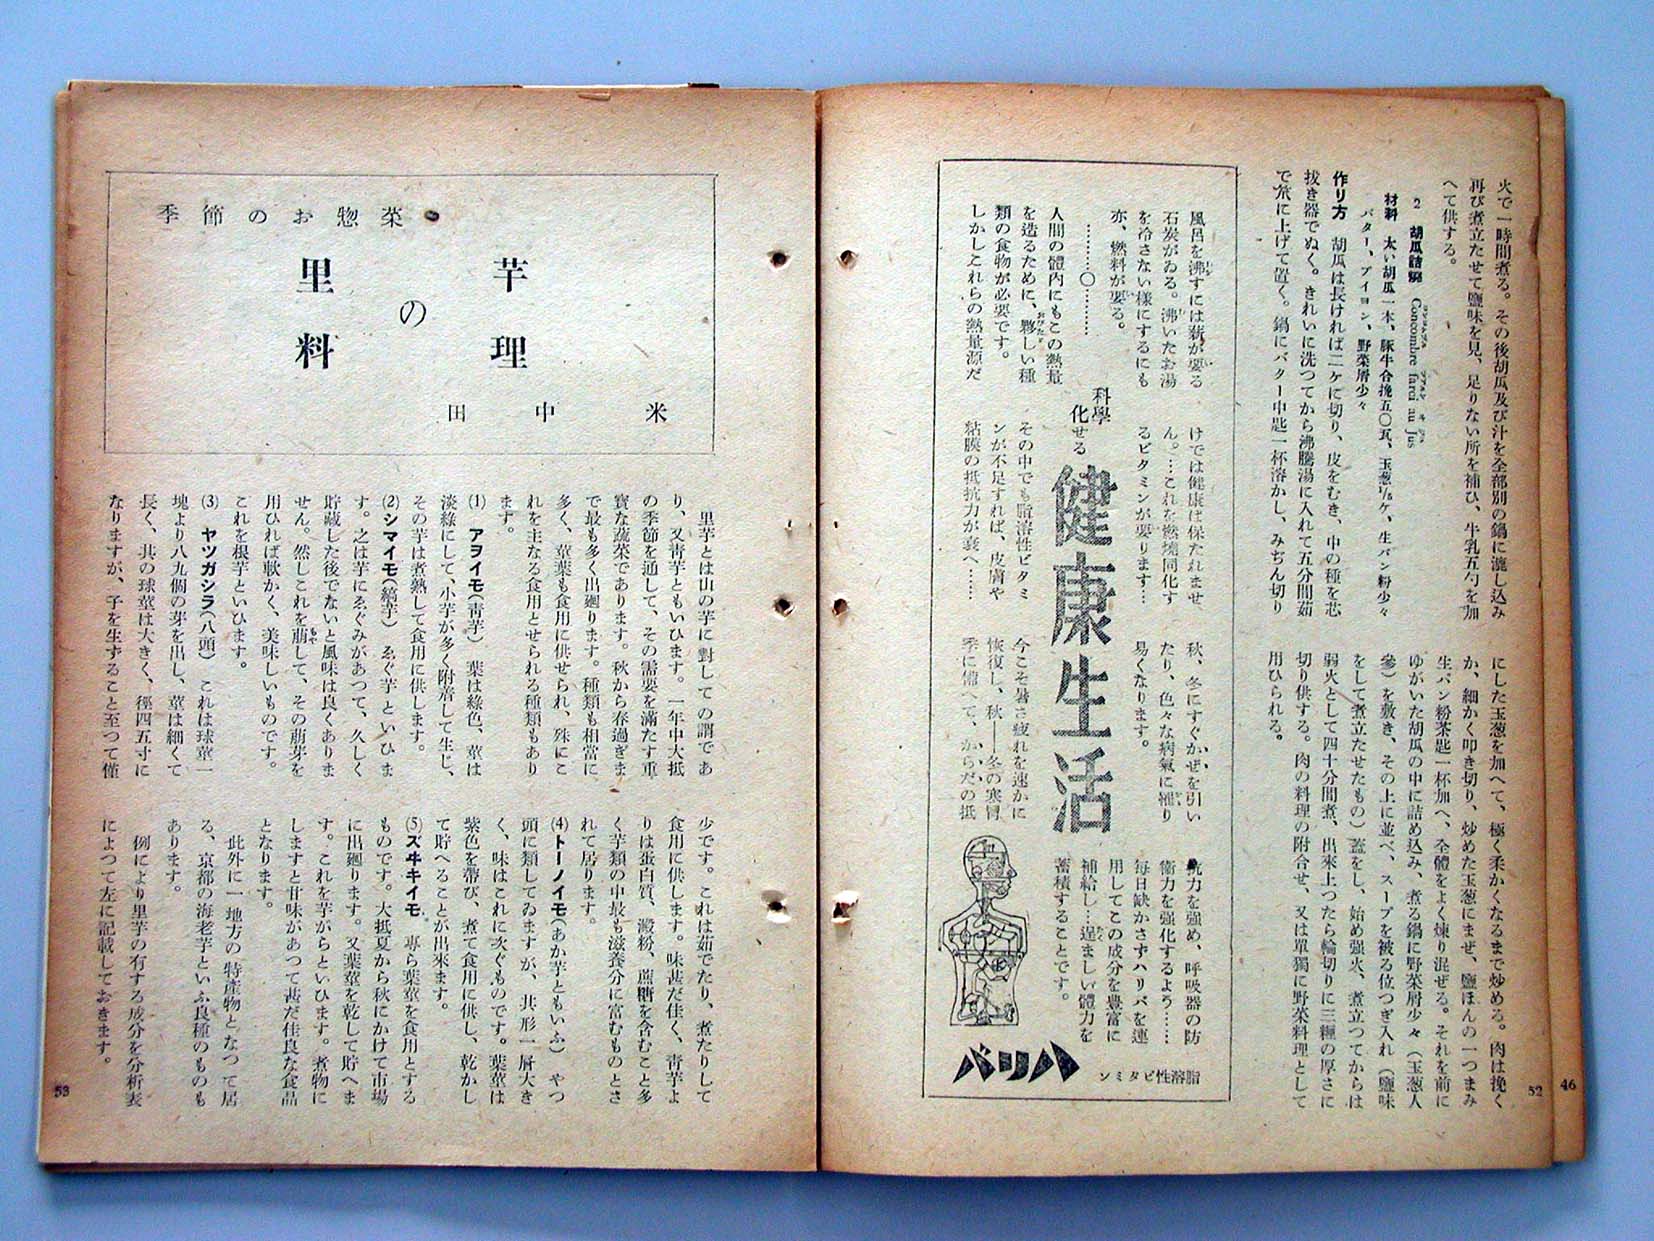 火で一時間煮る。その後胡瓜及び汁を全部別の鍋に漉し込み
再び煮立たせて鹽味を見、足りない所を補ひ、牛乳五勺を加
へて供する。
2 胡瓜詰煮 Concombre farci au Jus
材料 太い胡瓜一本、豚牛合挽五〇瓦、玉葱1/8ケ、生パン粉少々
バター、ブイヨン、野菜屑少々
作り方 胡瓜は長ければ二ケに切り、皮をむき、中の種を芯
拔き器でぬく。きれいに洗つてから沸騰湯に入れて五分間茹
で笊に上げて置く。鍋にバター中匙一杯溶かし、みぢん切り
にした玉葱を加へて、極く柔かくなるまで炒める。肉は挽く
か、細かく叩き切り、炒めた玉葱にまぜ、鹽ほんの一つまみ
生パン粉茶匙一杯加へ、全體をよく煉り混ぜる。それを前に
ゆがいた胡瓜の中に詰め込み、煮る鍋に野菜屑少々(玉葱人
參)を敷き、その上に並べ、スープを被る位つぎ入れ(鹽味
をして煮立たせたもの)蓋をし、始め强火、煮立つてからは
弱火として四十分間煮、出來上つたら輪切りに三糎の厚さに
切り供する。肉の料理の附合せ、又は單獨に野菜料理として
用ひられる。
46
52
風呂を沸すには薪が要る
石炭がゐる。沸いたお湯
を冷さない樣にするにも
亦、燃料が要る。
…………○…………
人間の體内にもこの熱量
を造るために、夥しい種
類の食物が必要です。
しかしこれらの熱量源だ
けでは健康は保たれませ
ん。…これを燃燒同化す
るビタミンが要ります…
科學
化せる
健康生活
その中でも脂溶性ビタミ
ンが不足すれば、皮膚や
粘膜の抵抗力が衰へ……
秋、冬にすぐかぜを引い
たり、色々な病氣に罹り
易くなります。
今こそ暑さ疲れを速かに
恢復し、秋――冬の寒冒
季に備へて、からだの抵
抗力を強め、呼吸器の防
衞力を強化するよう……
毎日缺かさずハリバを連
用してこの成分を豊富に
補給し…逞ましい體力を
蓄積することです。
脂溶性ビタミン
ハリバ
季節のお惣菜
里芋の料理
田中米
里芋とは山の芋に對しての謂であ
り、又靑芋ともいひます。一年中大抵
の季節を通して、その需要を滿たす重
寶な蔬菜であります。秋から春過ぎま
で最も多く出廻ります。種類も相當に
多く、莖葉も食用に供せられ、殊にこ
れを主なる食用とせられる種類もあり
ます。
(1) アヲイモ(靑芋) 葉は綠色、莖は
淡綠にして、小芋が多く附着して生じ、
その芋は煮熟して食用に供します。
(2) シマイモ(縞芋) ゑぐ芋といひま
す。之は芋にゑぐみがあつて、久しく
貯藏した後でないと風味は良くありま
せん。然しこれを萠して、その萠芽を
用ひれば軟かく、美味しいものです。
これを根芋といひます。
(3) ヤツガシラ(八頭) これは球莖一
塊より八九個の芽を出し、莖は細くて
長く、其の球莖は大きく、徑四五寸に
なりますが、子を生ずること至つて僅
少です。これは茹でたり、煮たりして
食用に供します。味甚だ佳く、靑芋よ
りは蛋白質、澱粉、蔗糖を含むこと多
く芋類の中最も滋養分に富むものとさ
れて居ります。
(4) トーノイモ(あか芋ともいふ) やつ
頭に類してゐますが、其形一層大き
く、味はこれに次ぐものです。葉莖は
紫色を帶び、煮て食用に供し、乾かし
て貯へることが出來ます。
(5) ズヰキイモ 專ら葉莖を食用とする
ものです。大抵夏から秋にかけて市場
に出廻ります。又葉莖を乾して貯へま
す。これを芋がらといひます。煮物に
しますと甘味があつて甚だ佳良な食品
となります。
此外に一地方の特產物となつて居
る、京都の海老芋といふ良種のものも
あります。
例により里芋の有する成分を分析表
によつて左に記載しておきます。
53